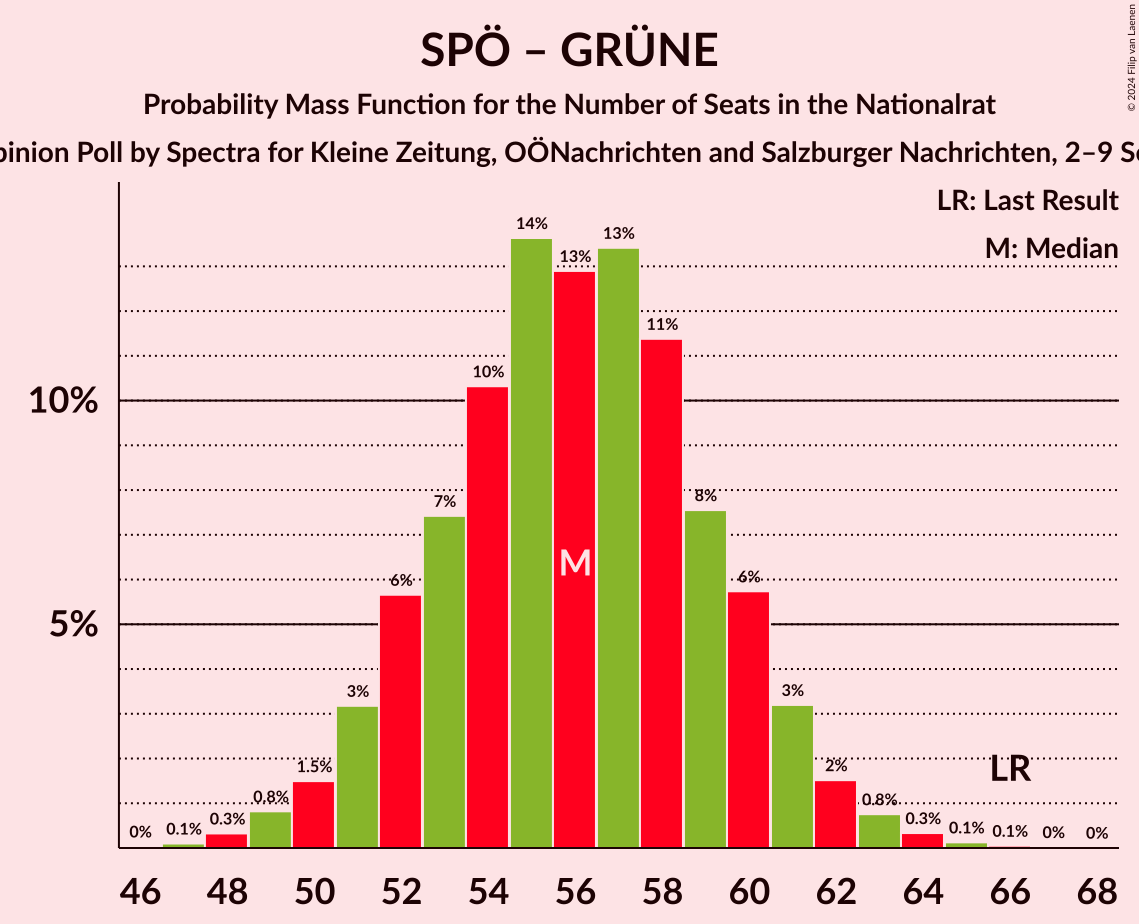 SPÖ – GRÜNE
Probability Mass Function for the Number of Seats in the Nationalrat
Poll by Spectra for Kleine Zeitung, OÖNachrichten and Salzburger Nachrichten, 2–9
© 2024 Filip van Laenen
LR: Last Result
M: Median
14%
13%
13%
11%
10%
10%
8%
7%
M
6%
6%
5%
3%
3%
LR
1.5%
2%
0.8%
0.8%
0.3%
0.3%
0%
0.1%
0.1%
0.1%
0%
0%
46 48 50 52 54 56 58 60 62 64 66 68